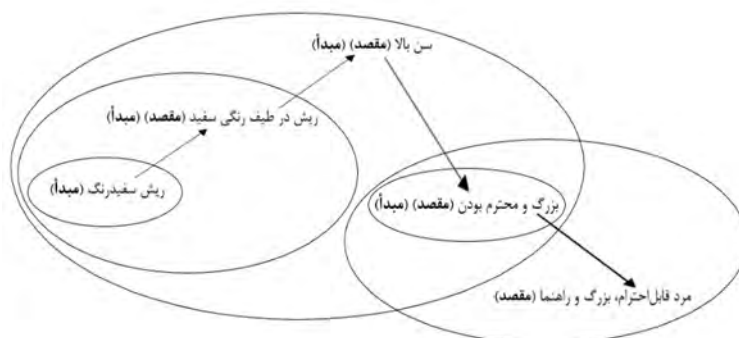 سن بالا (مقصد) (مبدأ)
ریش در طیف رنگی سفید (مقصد) (مبدأ)
ریش سفیدرنگ (مبدأ)
بزرگ و محترم بودن (مقصد) (مبدأ)
مرد قابل‌احترام، بزرگ و راهنما (مقصد)